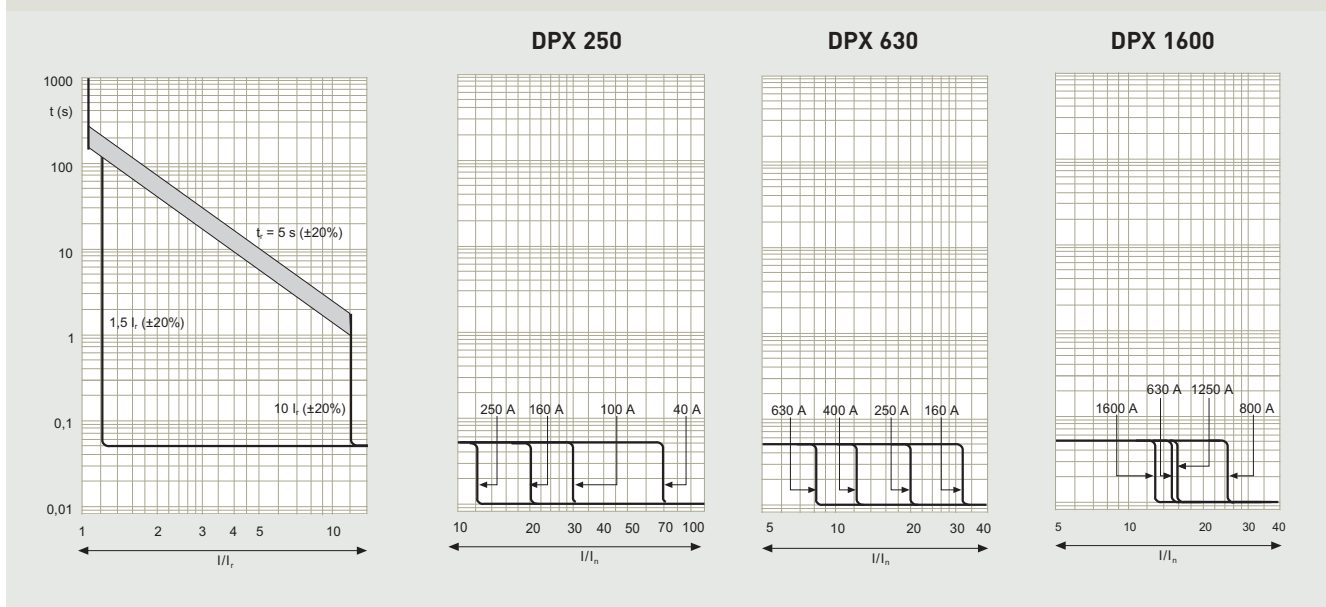 DPX 250
DPX 630
DPX 1600
1000
t (s)
100
10
1
0,1
0,01
tᵣ = 5 s (±20%)
1,5 Iᵣ (±20%)
10 Iᵣ (±20%)
1 2 3 4 5 10
I/Iᵣ
250 A 160 A 100 A 40 A
10 20 30 40 50 70 100
I/Iₙ
630 A 400 A 250 A 160 A
5 10 20 30 40
I/Iₙ
630 A 1250 A
1600 A 800 A
5 10 20 30 40
I/Iₙ